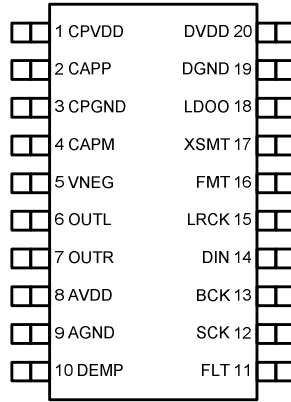 1 CPVDD DVDD 20
2 CAPP DGND 19
3 CPGND LDOO 18
4 CAPM XSMT 17
5 VNEG FMT 16
6 OUTL LRCK 15
7 OUTR DIN 14
8 AVDD BCK 13
9 AGND SCK 12
10 DEMP FLT 11